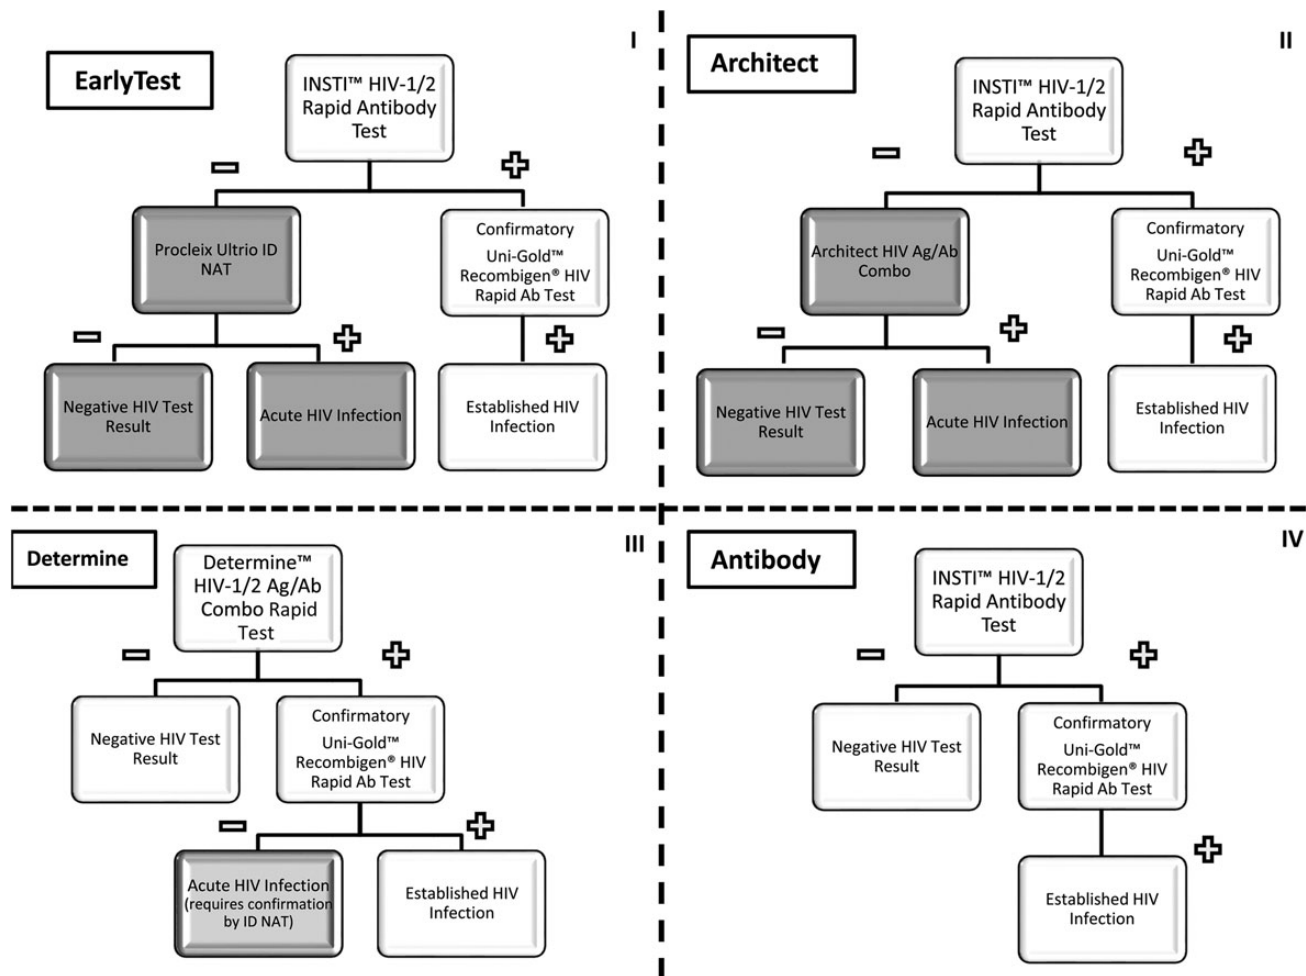 I
EarlyTest
INSTI™ HIV-1/2
Rapid Antibody
Test
Procleix Ultrio ID
NAT
Confirmatory
Uni-Gold™
Recombigen® HIV
Rapid Ab Test
Negative HIV Test
Result
Acute HIV Infection
Established HIV
Infection
II
Architect
INSTI™ HIV-1/2
Rapid Antibody
Test
Architect HIV Ag/Ab
Combo
Confirmatory
Uni-Gold™
Recombigen® HIV
Rapid Ab Test
Negative HIV Test
Result
Acute HIV Infection
Established HIV
Infection
III
Determine
Determine™
HIV-1/2 Ag/Ab
Combo Rapid
Test
Negative HIV Test
Result
Confirmatory
Uni-Gold™
Recombigen® HIV
Rapid Ab Test
Acute HIV Infection
(requires confirmation
by ID NAT)
Established HIV
Infection
IV
Antibody
INSTI™ HIV-1/2
Rapid Antibody
Test
Negative HIV Test
Result
Confirmatory
Uni-Gold™
Recombigen® HIV
Rapid Ab Test
Established HIV
Infection